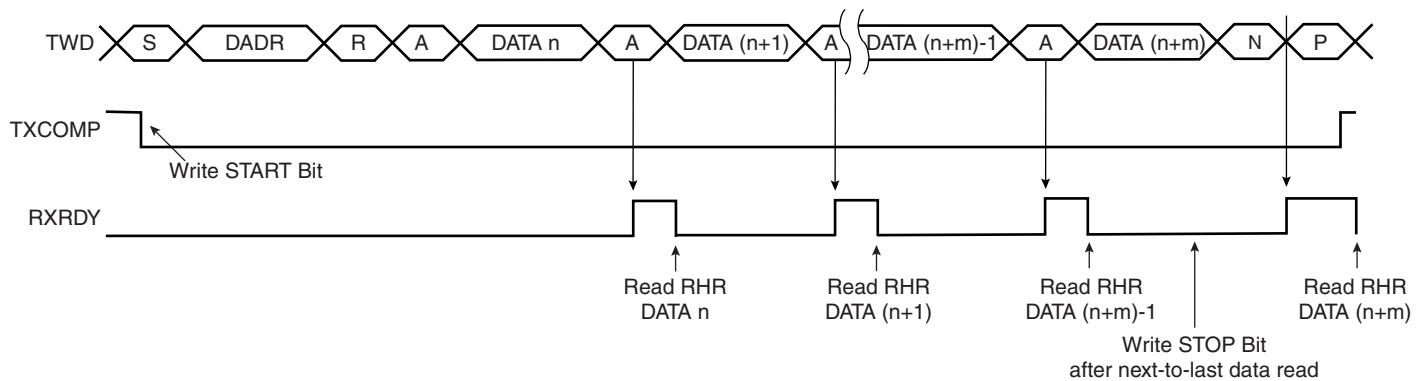 TWD S DADR R A DATA n A DATA (n+1) A DATA (n+m)-1 A DATA (n+m) N P
TXCOMP
Write START Bit
RXRDY
Read RHR Read RHR Read RHR Read RHR
DATA n DATA (n+1) DATA (n+m)-1 DATA (n+m)
Write STOP Bit
after next-to-last data read